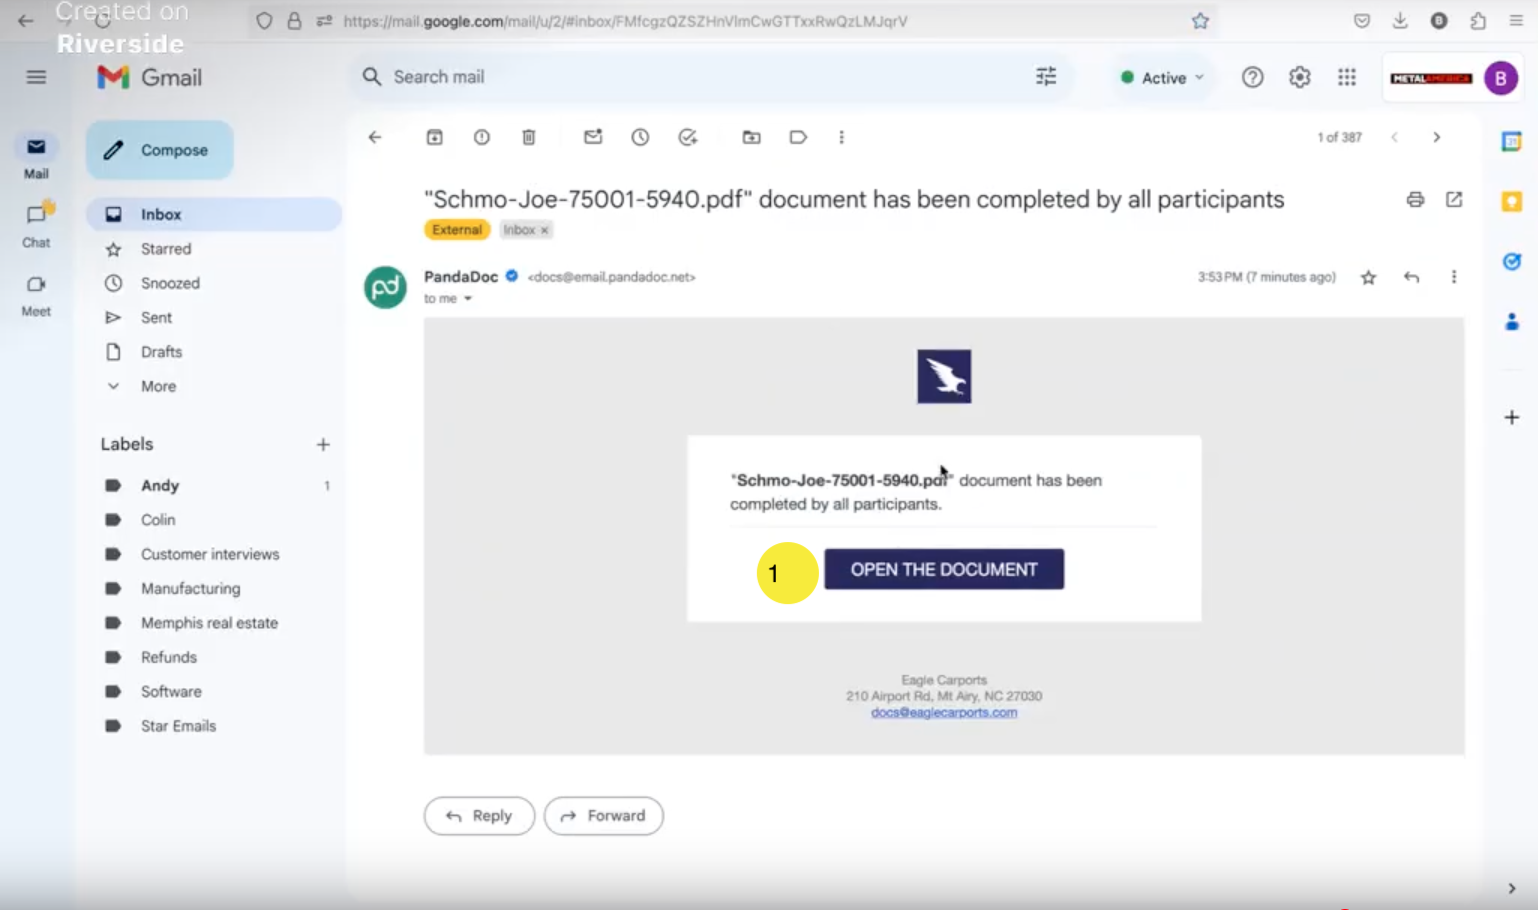 Created on
Riverside
https://mail.google.com/mail/u/2/#inbox/FMfcgzQZSZHnVlmCwGTTxxRwQzLMJqrV
B
Gmail
Search mail
Active
METALAMERICA
B
Mail
Chat
Meet
Compose
Inbox
Starred
Snoozed
Sent
Drafts
More
Labels
Andy 1
Colin
Customer interviews
Manufacturing
Memphis real estate
Refunds
Software
Star Emails
1 of 387
"Schmo-Joe-75001-5940.pdf" document has been completed by all participants
External Inbox ×
pd
PandaDoc <docs@email.pandadoc.net> 3:53 PM (7 minutes ago)
to me
"Schmo-Joe-75001-5940.pdf" document has been
completed by all participants.
1
OPEN THE DOCUMENT
Eagle Carports
210 Airport Rd, Mt Airy, NC 27030
docs@eaglecarports.com
Reply Forward
31